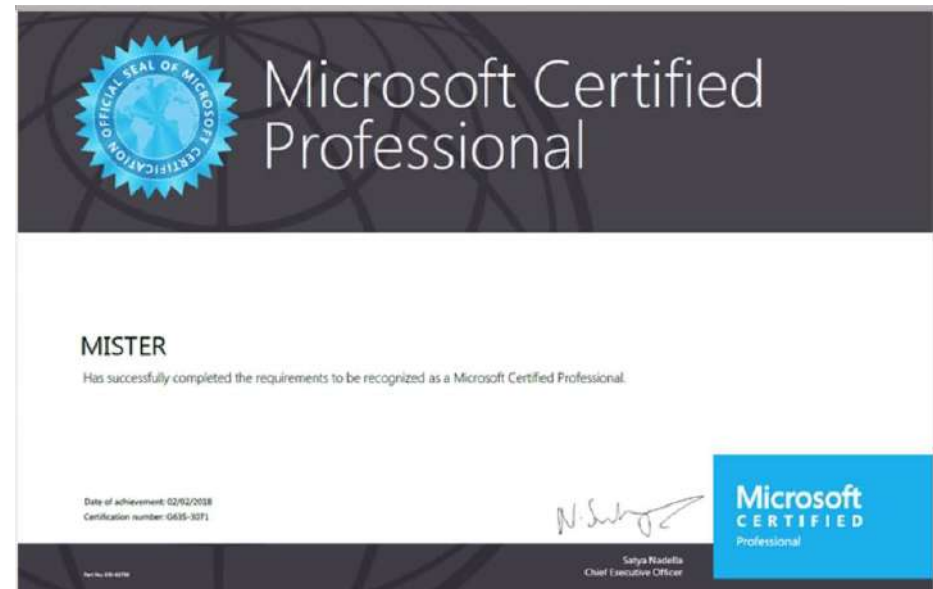 OFFICIAL SEAL OF MICROSOFT CERTIFICATION
Microsoft Certified
Professional
MISTER
Has successfully completed the requirements to be recognized as a Microsoft Certified Professional.
Date of achievement: 02/02/2018
Certification number: G635-3071
Satya Nadella
Chief Executive Officer
Microsoft
CERTIFIED
Professional
Part No.